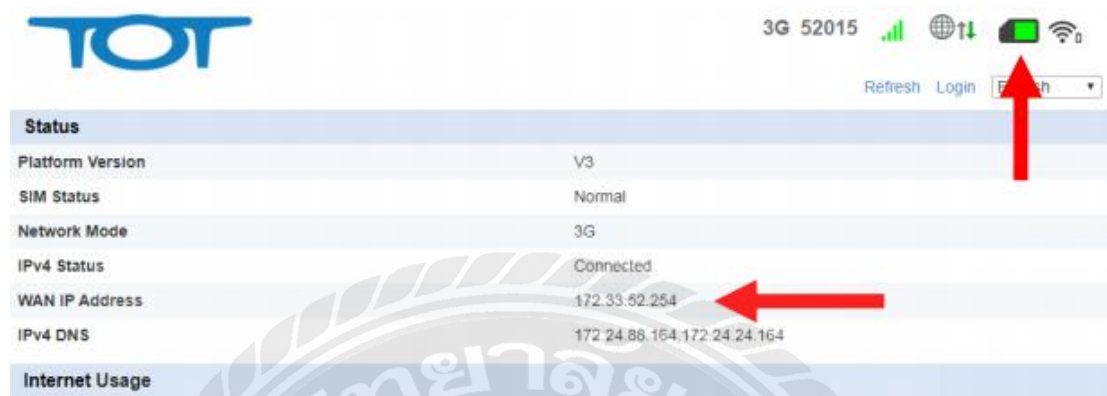 TOT
3G 52015
Refresh Login
Status
Platform Version V3
SIM Status Normal
Network Mode 3G
IPv4 Status Connected
WAN IP Address 172.33.52.254
IPv4 DNS 172.24.88.164,172.24.24.164
Internet Usage